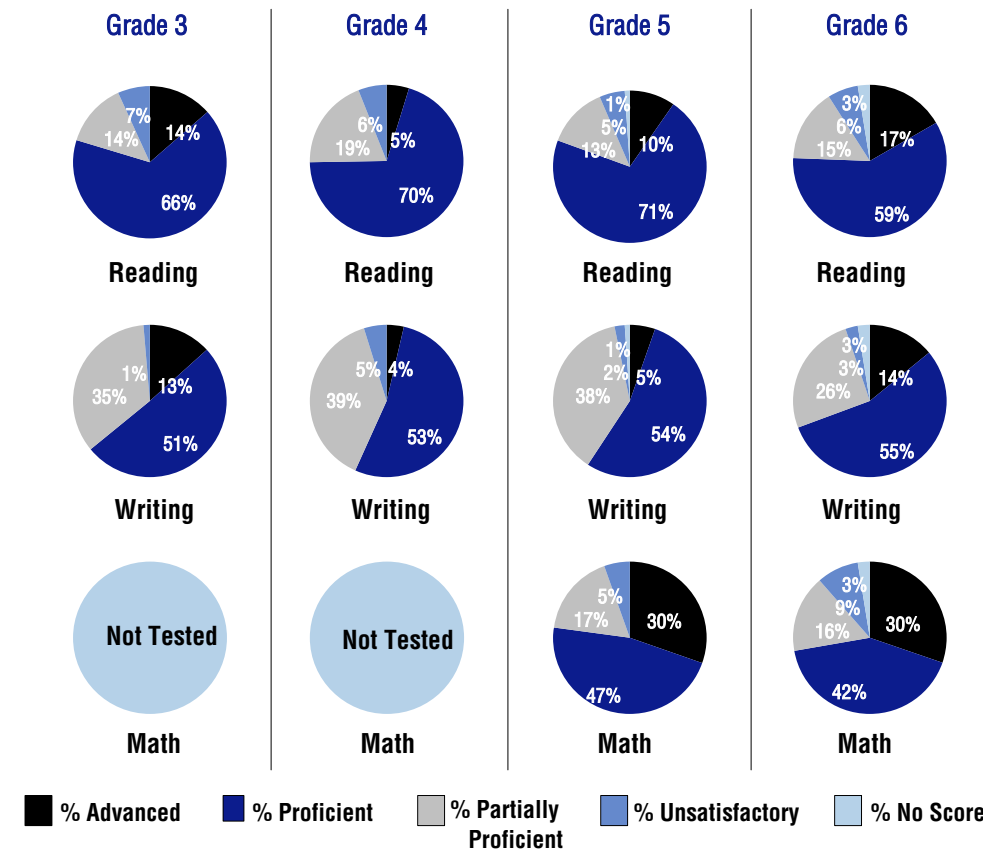 Grade 3
Grade 4
Grade 5
Grade 6
7%
14%
14%
66%
6%
5%
19%
70%
1%
5%
10%
13%
71%
3%
6%
17%
15%
59%
Reading
Reading
Reading
Reading
1%
13%
35%
51%
5%
4%
39%
53%
1%
2%
5%
38%
54%
3%
3%
14%
26%
55%
Writing
Writing
Writing
Writing
Not Tested
Not Tested
5%
17%
30%
47%
3%
9%
16%
30%
42%
Math
Math
Math
Math
% Advanced
% Proficient
% Partially
Proficient
% Unsatisfactory
% No Score